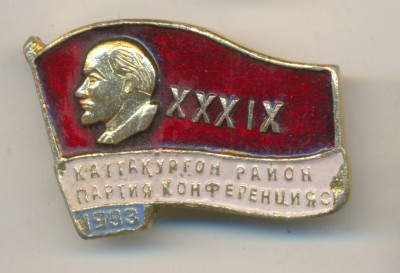 XXXIX
КАТТАКУРГОН РАЙОН
ПАРТИЯ КОНФЕРЕНЦИЯСИ
1983